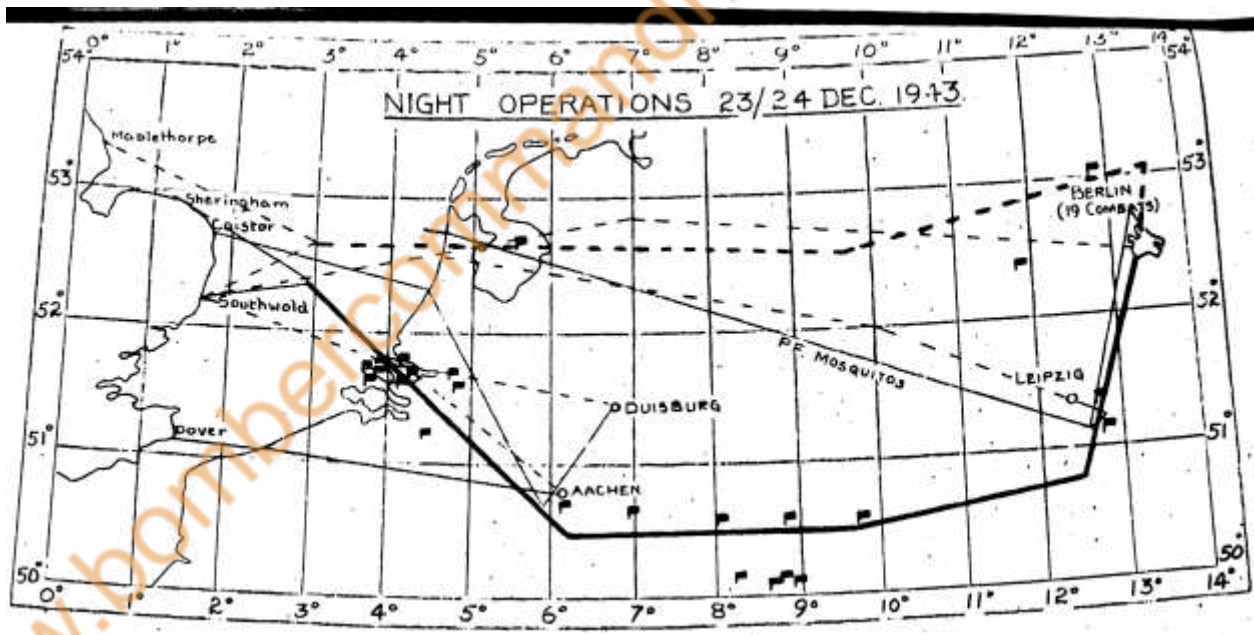 0° 1° 2° 3° 4° 5° 6° 7° 8° 9° 10° 11° 12° 13° 14
54° 54°
NIGHT OPERATIONS 23/24 DEC. 1943
Mablethorpe
53° 53°
Sheringham
BERLIN
(19 COMBATS)
Caistor
52° Southwold 52°
P.F. MOSQUITOS
LEIPZIG
DUISBURG
51° Dover 51°
AACHEN
50° 50°
0° 1° 2° 3° 4° 5° 6° 7° 8° 9° 10° 11° 12° 13° 14°
w.bombercommand